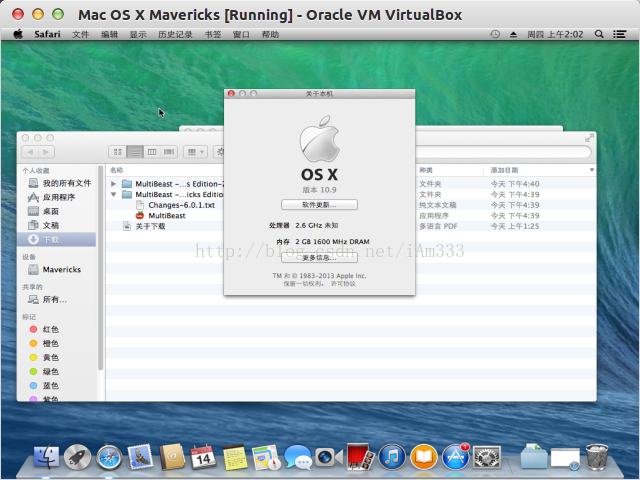 Mac OS X Mavericks [Running] - Oracle VM VirtualBox
Safari 文件 编辑 显示 历史记录 书签 窗口 帮助 周四 上午2:02
关于本机
OS X
版本 10.9
软件更新...
处理器 2.6 GHz 未知
内存 2 GB 1600 MHz DRAM
更多信息...
TM 和 © 1983-2013 Apple Inc.
保留一切权利。 许可协议
个人收藏
我的所有文件
应用程序
桌面
文稿
下载
设备
Mavericks
共享的
所有...
标记
红色
橙色
黄色
绿色
蓝色
紫色
名称 种类 添加日期
MultiBeast -...s Edition-2 文件夹 今天 下午4:40
MultiBeast -...icks Edition 文件夹 今天 下午4:39
Changes-6.0.1.txt 纯文本文稿 今天 下午4:39
MultiBeast 应用程序 今天 下午4:39
关于下载 多语言 PDF 今天 上午1:25
http://blog.csdn.net/iAm333
14
1